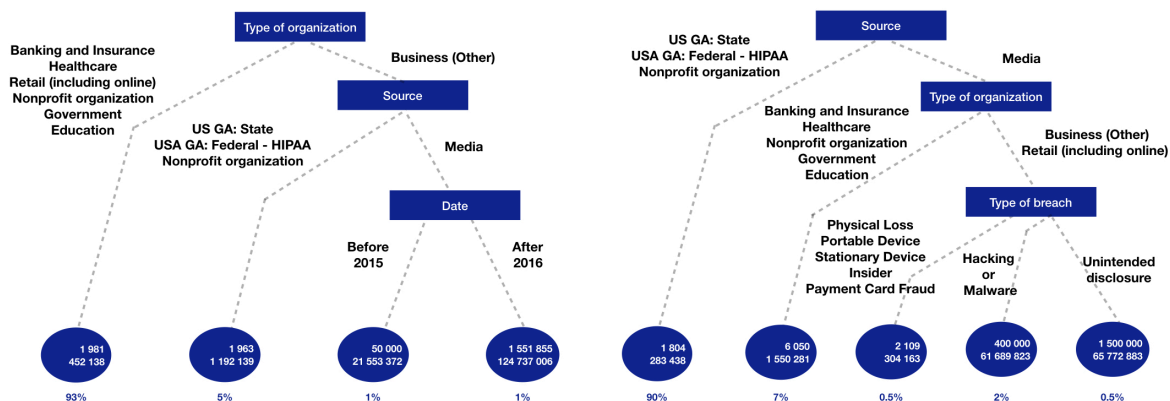 Type of organization
Banking and Insurance
Healthcare
Retail (including online)
Nonprofit organization
Government
Education
Business (Other)
Source
US GA: State
USA GA: Federal - HIPAA
Nonprofit organization
Media
Date
Before
2015
After
2016
1 981
452 138
93%
1 963
1 192 139
5%
50 000
21 553 372
1%
1 551 855
124 737 006
1%
Source
US GA: State
USA GA: Federal - HIPAA
Nonprofit organization
Media
Type of organization
Banking and Insurance
Healthcare
Nonprofit organization
Government
Education
Business (Other)
Retail (including online)
Type of breach
Physical Loss
Portable Device
Stationary Device
Insider
Payment Card Fraud
Hacking
or
Malware
Unintended
disclosure
1 804
283 438
90%
6 050
1 550 281
7%
2 109
304 163
0.5%
400 000
61 689 823
2%
1 500 000
65 772 883
0.5%